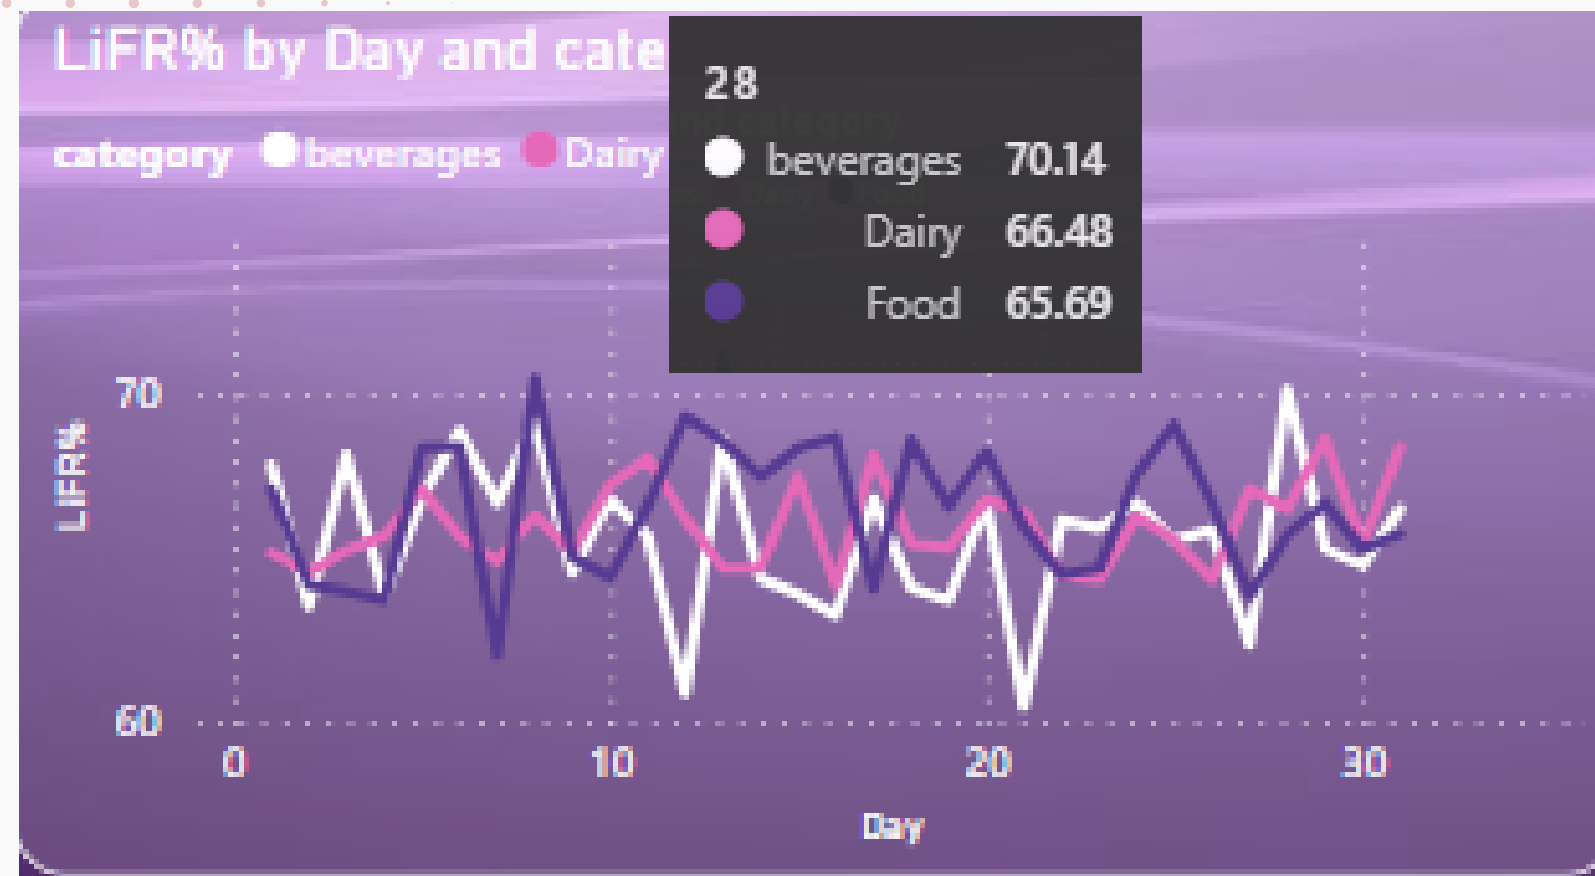 LiFR% by Day and cate
category beverages Dairy
28
beverages 70.14
Dairy 66.48
Food 65.69
70
60
LiFR%
0 10 20 30
Day